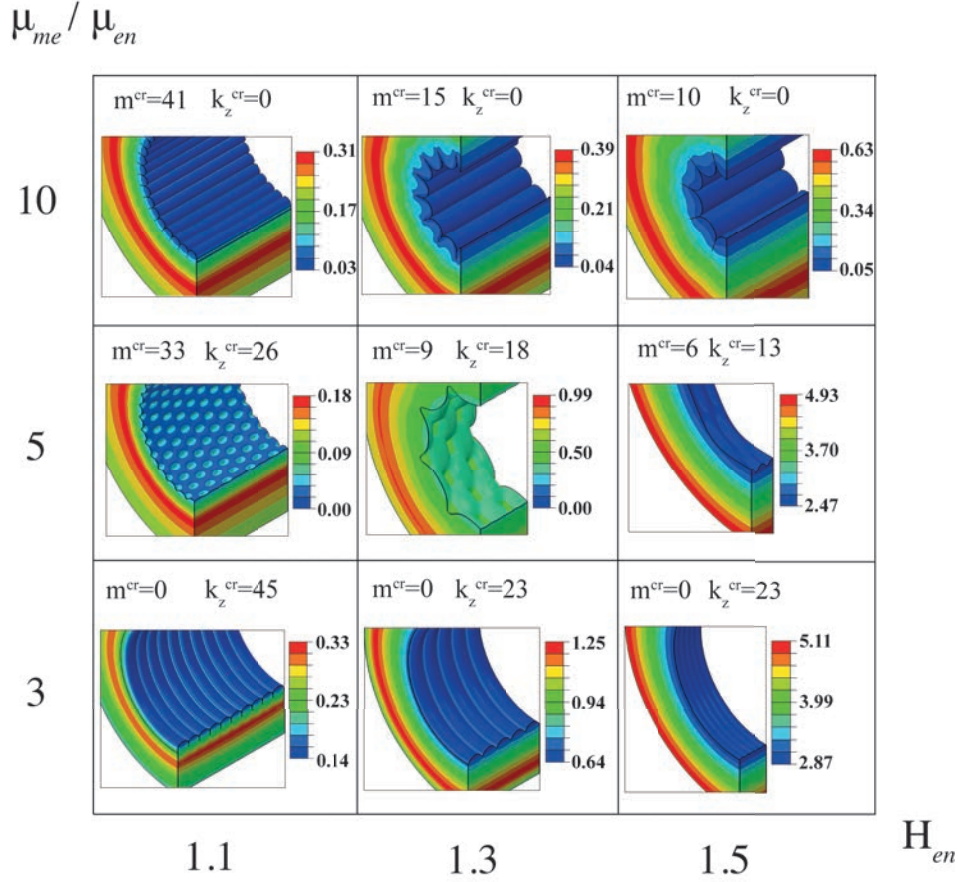 μme / μen
mcr=41 kzcr=0
mcr=15 kzcr=0
mcr=10 kzcr=0
0.31
0.17
0.03
0.39
0.21
0.04
0.63
0.34
0.05
10
mcr=33 kzcr=26
mcr=9 kzcr=18
mcr=6 kzcr=13
0.18
0.09
0.00
0.99
0.50
0.00
4.93
3.70
2.47
5
mcr=0 kzcr=45
mcr=0 kzcr=23
mcr=0 kzcr=23
0.33
0.23
0.14
1.25
0.94
0.64
5.11
3.99
2.87
3
1.1 1.3 1.5
Hen